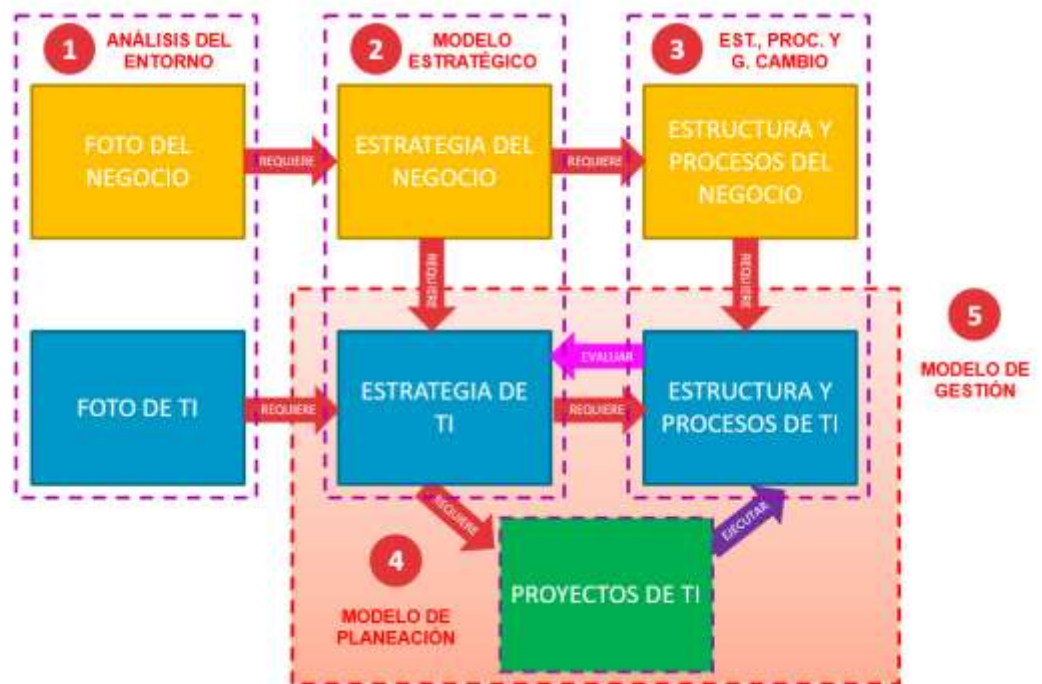 1
ANÁLISIS DEL
ENTORNO
2
MODELO
ESTRATÉGICO
3
EST., PROC. Y
G. CAMBIO
FOTO DEL
NEGOCIO
REQUIERE
ESTRATEGIA DEL
NEGOCIO
REQUIERE
ESTRUCTURA Y
PROCESOS DEL
NEGOCIO
REQUIERE
REQUIERE
5
MODELO DE
GESTIÓN
FOTO DE TI
REQUIERE
ESTRATEGIA DE
TI
EVALUAR
REQUIERE
ESTRUCTURA Y
PROCESOS DE TI
REQUIERE
EJECUTAR
4
MODELO DE
PLANEACIÓN
PROYECTOS DE TI